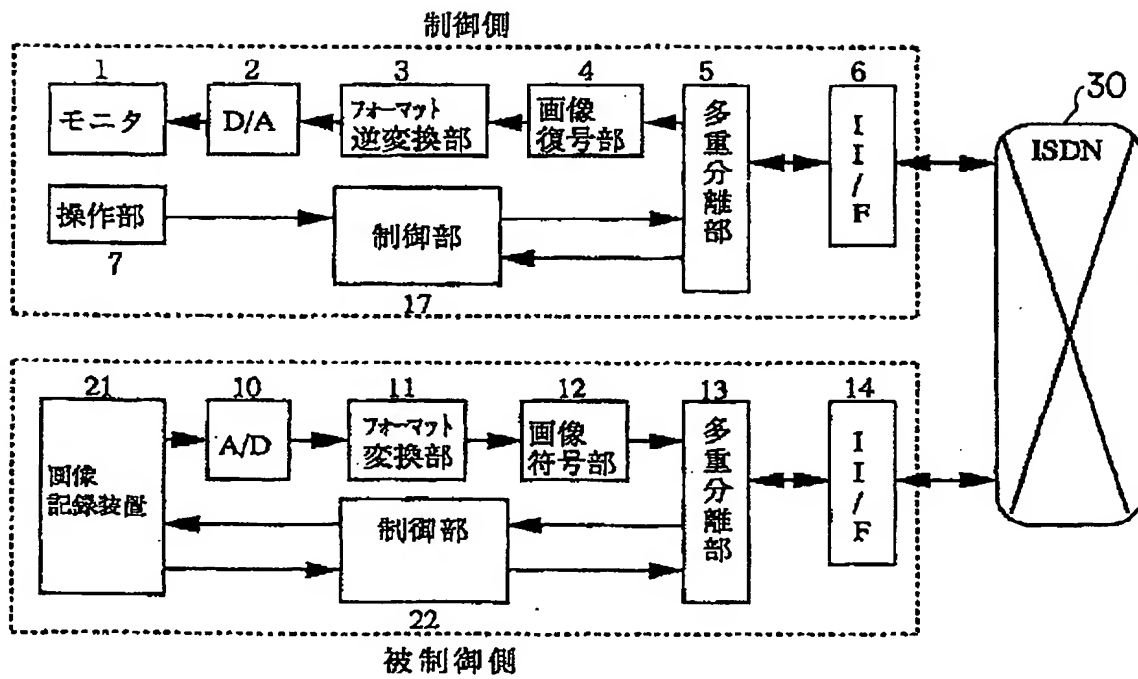 制御側
1
2
3
4
5
6
30
モニタ
D/A
フォーマット
逆変換部
画像
復号部
多重分離部
I I/F
ISDN
操作部
7
制御部
17
21
10
11
12
13
14
画像
記録装置
A/D
フォーマット
変換部
画像
符号部
多重分離部
I I/F
制御部
22
被制御側